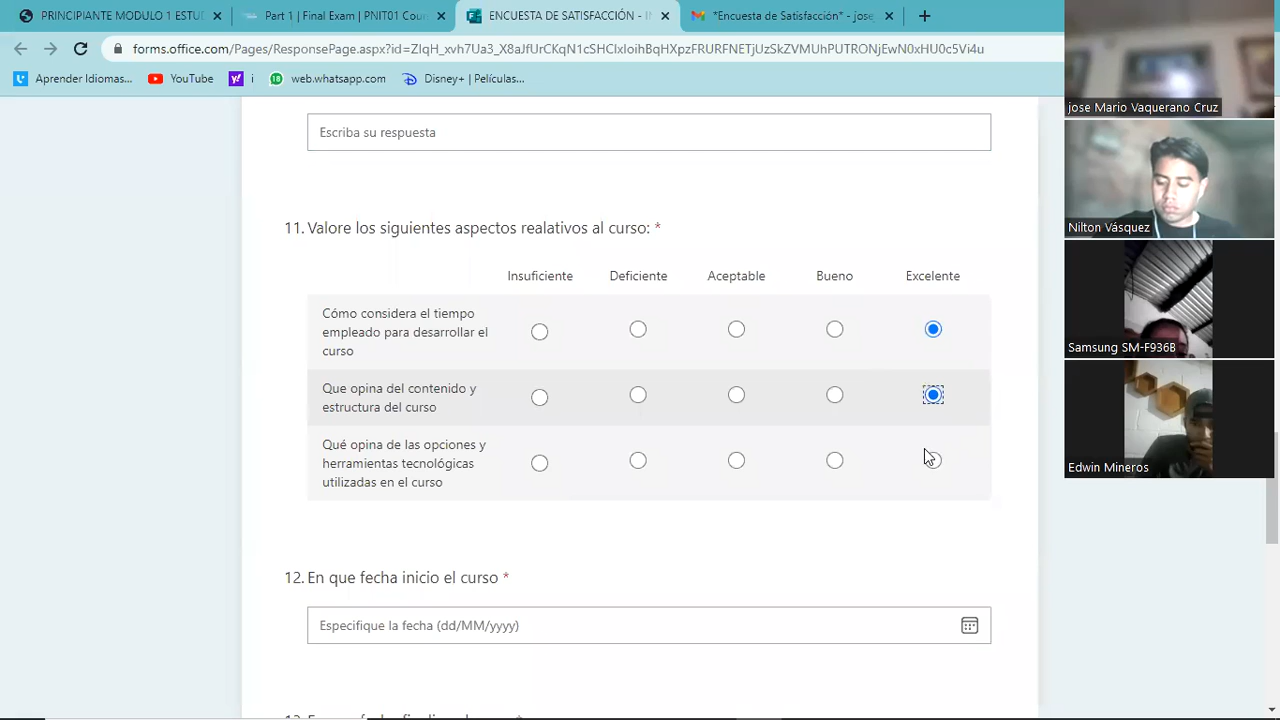 PRINCIPIANTE MODULO 1 ESTUD
Part 1 | Final Exam | PNIT01 Cour
ENCUESTA DE SATISFACCIÓN - IN
*Encuesta de Satisfacción* - jose
forms.office.com/Pages/ResponsePage.aspx?id=ZIqH_xvh7Ua3_X8aJfUrCKqN1cSHClxIoihBqHXpzFRURFNETjUzSkZVMUhPUTRONjEwN0xHU0c5Vi4u
Aprender Idiomas...
YouTube
i
web.whatsapp.com
Disney+ | Películas...
jose Mario Vaquerano Cruz
Nilton Vásquez
Samsung SM-F936B
Edwin Mineros
Escriba su respuesta
11. Valore los siguientes aspectos realativos al curso: *
Insuficiente Deficiente Aceptable Bueno Excelente
Cómo considera el tiempo
empleado para desarrollar el
curso
Que opina del contenido y
estructura del curso
Qué opina de las opciones y
herramientas tecnológicas
utilizadas en el curso
12. En que fecha inicio el curso *
Especifique la fecha (dd/MM/yyyy)